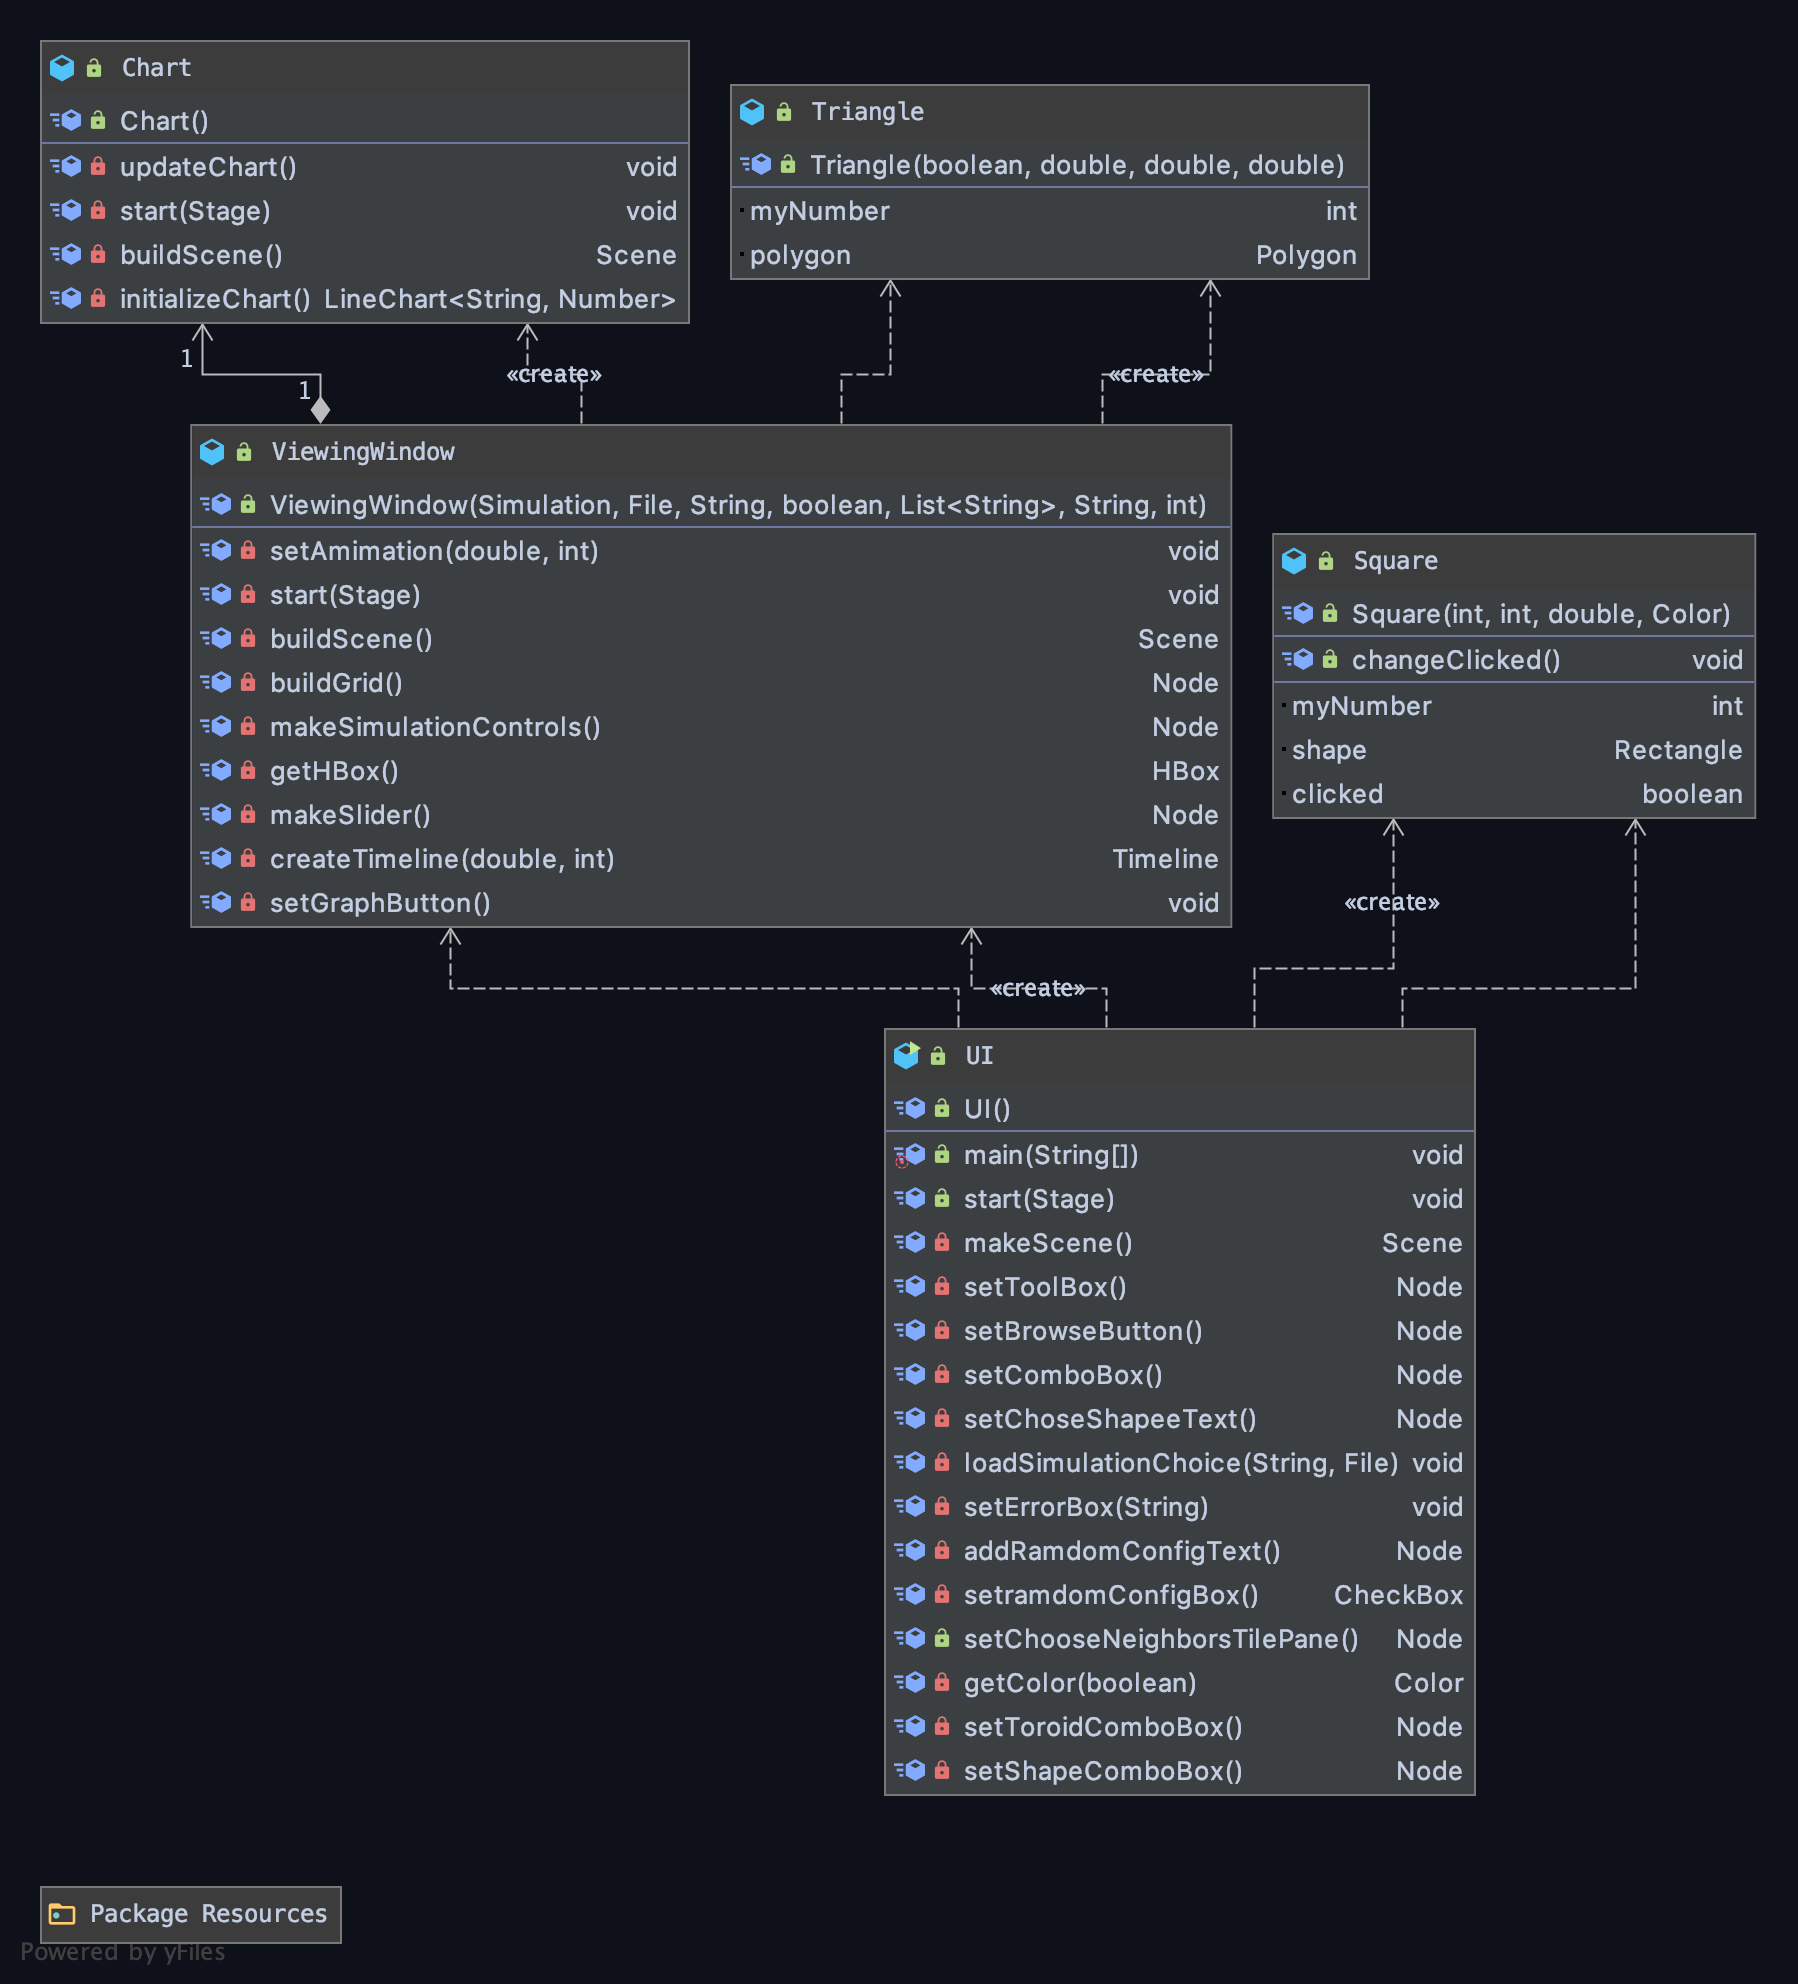 Chart
Chart()
updateChart() void
start(Stage) void
buildScene() Scene
initializeChart() LineChart<String, Number>
Triangle
Triangle(boolean, double, double, double)
myNumber int
polygon Polygon
1
1
«create»
«create»
ViewingWindow
ViewingWindow(Simulation, File, String, boolean, List<String>, String, int)
setAmimation(double, int) void
start(Stage) void
buildScene() Scene
buildGrid() Node
makeSimulationControls() Node
getHBox() HBox
makeSlider() Node
createTimeline(double, int) Timeline
setGraphButton() void
Square
Square(int, int, double, Color)
changeClicked() void
myNumber int
shape Rectangle
clicked boolean
«create»
«create»
UI
UI()
main(String[]) void
start(Stage) void
makeScene() Scene
setToolBox() Node
setBrowseButton() Node
setComboBox() Node
setChoseShapeeText() Node
loadSimulationChoice(String, File) void
setErrorBox(String) void
addRamdomConfigText() Node
setramdomConfigBox() CheckBox
setChooseNeighborsTilePane() Node
getColor(boolean) Color
setToroidComboBox() Node
setShapeComboBox() Node
Package Resources
Powered by yFiles